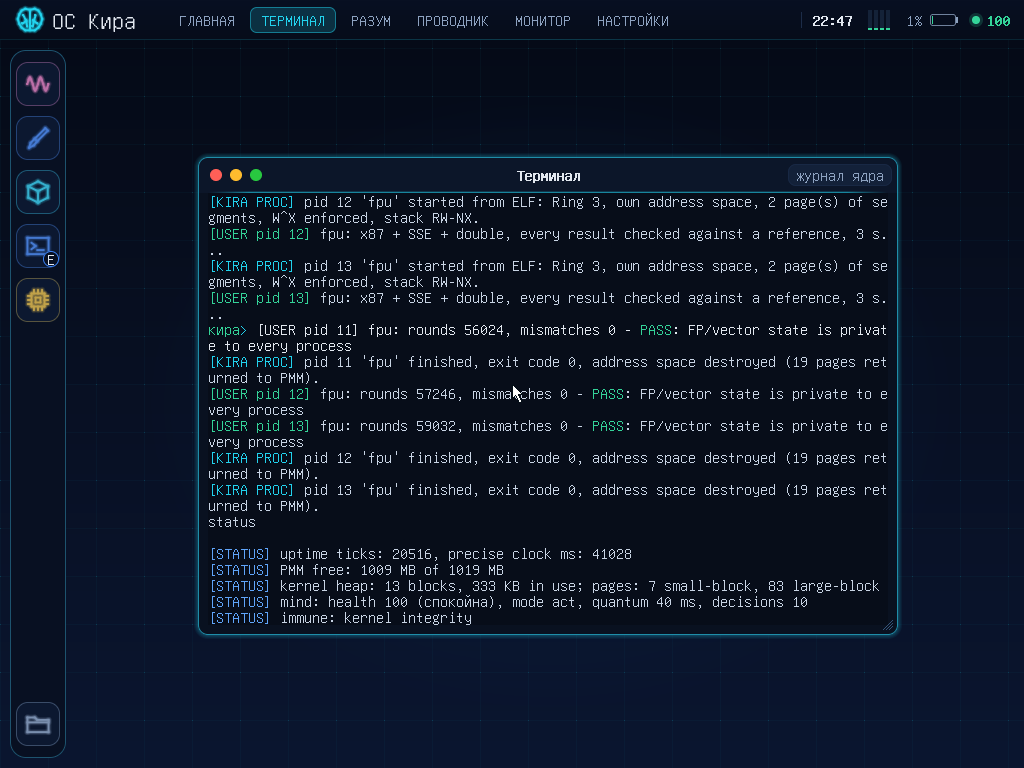 ОС Кира
ГЛАВНАЯ ТЕРМИНАЛ РАЗУМ ПРОВОДНИК МОНИТОР НАСТРОЙКИ
22:47 1% 100
E
Терминал
журнал ядра
[KIRA PROC] pid 12 'fpu' started from ELF: Ring 3, own address space, 2 page(s) of se
gments, W^X enforced, stack RW-NX.
[USER pid 12] fpu: x87 + SSE + double, every result checked against a reference, 3 s.
..
[KIRA PROC] pid 13 'fpu' started from ELF: Ring 3, own address space, 2 page(s) of se
gments, W^X enforced, stack RW-NX.
[USER pid 13] fpu: x87 + SSE + double, every result checked against a reference, 3 s.
..
кира> [USER pid 11] fpu: rounds 56024, mismatches 0 - PASS: FP/vector state is privat
e to every process
[KIRA PROC] pid 11 'fpu' finished, exit code 0, address space destroyed (19 pages ret
urned to PMM).
[USER pid 12] fpu: rounds 57246, mismatches 0 - PASS: FP/vector state is private to e
very process
[USER pid 13] fpu: rounds 59032, mismatches 0 - PASS: FP/vector state is private to e
very process
[KIRA PROC] pid 12 'fpu' finished, exit code 0, address space destroyed (19 pages ret
urned to PMM).
[KIRA PROC] pid 13 'fpu' finished, exit code 0, address space destroyed (19 pages ret
urned to PMM).
status
[STATUS] uptime ticks: 20516, precise clock ms: 41028
[STATUS] PMM free: 1009 MB of 1019 MB
[STATUS] kernel heap: 13 blocks, 333 KB in use; pages: 7 small-block, 83 large-block
[STATUS] mind: health 100 (спокойна), mode act, quantum 40 ms, decisions 10
[STATUS] immune: kernel integrity